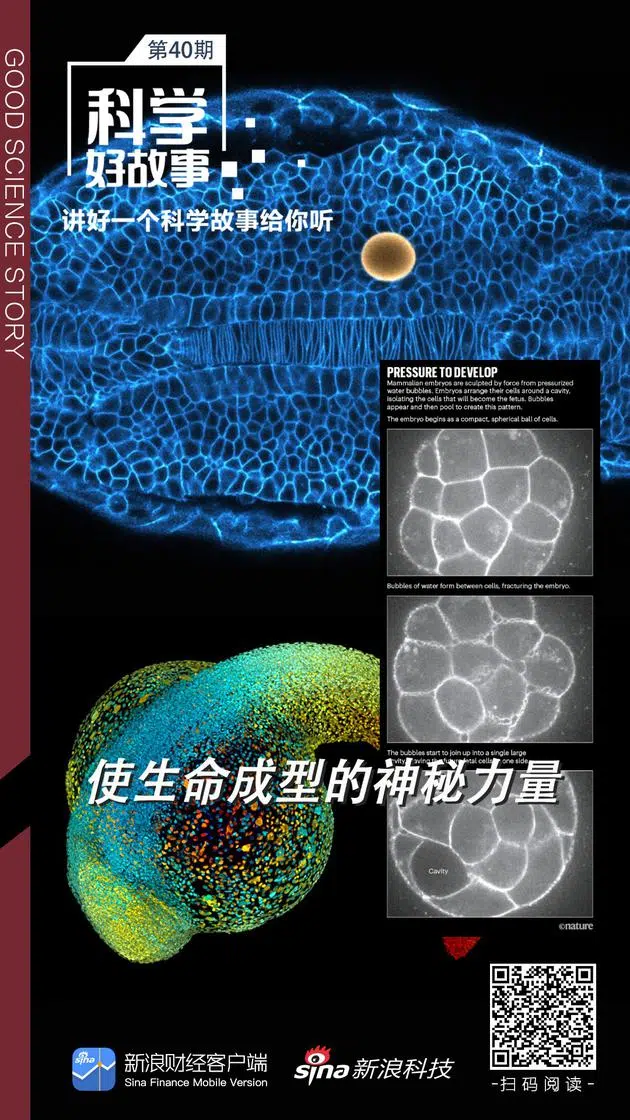 第40期
科学
好故事
讲好一个科学故事给你听
GOOD SCIENCE STORY
PRESSURE TO DEVELOP
Mammalian embryos are sculpted by force from pressurized
water bubbles. Embryos arrange their cells around a cavity,
isolating the cells that will become the fetus. Bubbles
appear and then pool to create this pattern.
The embryo begins as a compact, spherical ball of cells.
Bubbles of water form between cells, fracturing the embryo.
The bubbles start to join up into a single large
使生命成型的神秘力量
Cavity
©nature
sina
新浪财经客户端
Sina Finance Mobile Version
sina 新浪科技
-扫码阅读-